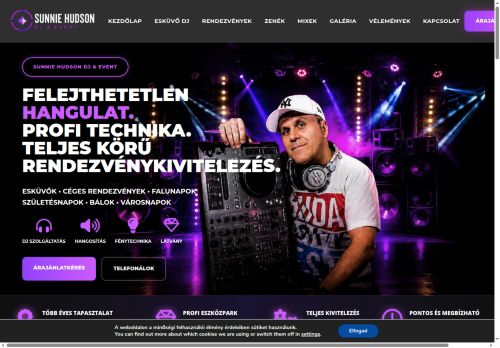 SUNNIE HUDSON
DJ & EVENT
KEZDŐLAP ESKÜVŐ DJ RENDEZVÉNYEK ZENÉK MIXEK GALÉRIA VÉLEMÉNYEK KAPCSOLAT
SUNNIE HUDSON DJ & EVENT
FELEJTHETETLEN
HANGULAT.
PROFI TECHNIKA.
TELJES KÖRŰ
RENDEZVÉNYKIVITELEZÉS.
ESKÜVŐK • CÉGES RENDEZVÉNYEK • FALUNAPOK
SZÜLETÉSNAPOK • BÁLOK • VÁROSNAPOK
DJ SZOLGÁLTATÁS HANGOSÍTÁS FÉNYTECHNIKA LÁTVÁNY
ÁRAJÁNLATKÉRÉS TELEFONÁLOK
TÖBB ÉVES TAPASZTALAT PROFI ESZKÖZPARK TELJES KIVITELEZÉS PONTOS ÉS MEGBÍZHATÓ
A weboldalon a minőségi felhasználói élmény érdekében sütiket használunk.
You can find out more about which cookies we are using or switch them off in settings.
Elfogad